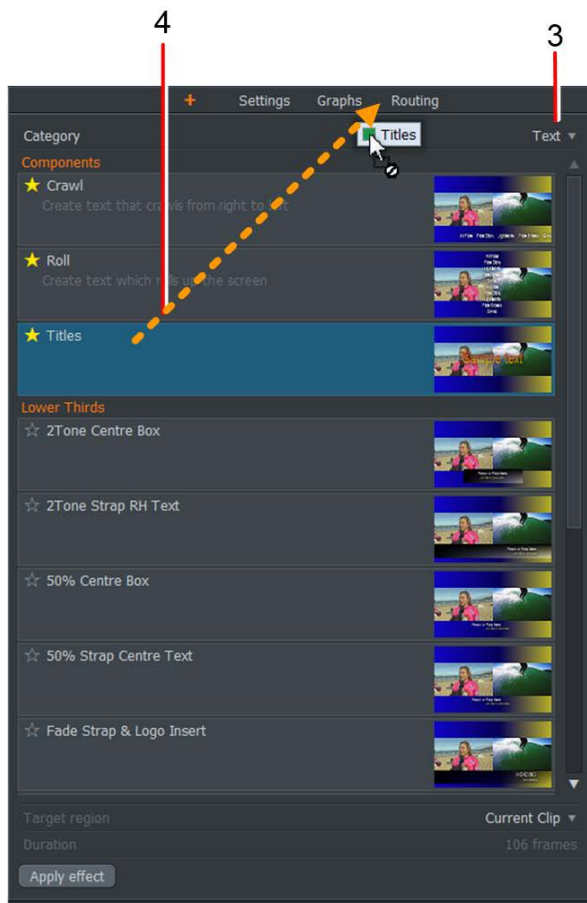 4
3
+ Settings Graphs Routing
Titles
Category Text
Components
Crawl
Create text that crawls from right to left
Roll
Create text which rolls up the screen
Titles
Sample text
Lower Thirds
2Tone Centre Box
2Tone Strap RH Text
50% Centre Box
50% Strap Centre Text
Fade Strap & Logo Insert
Target region Current Clip
Duration 106 frames
Apply effect